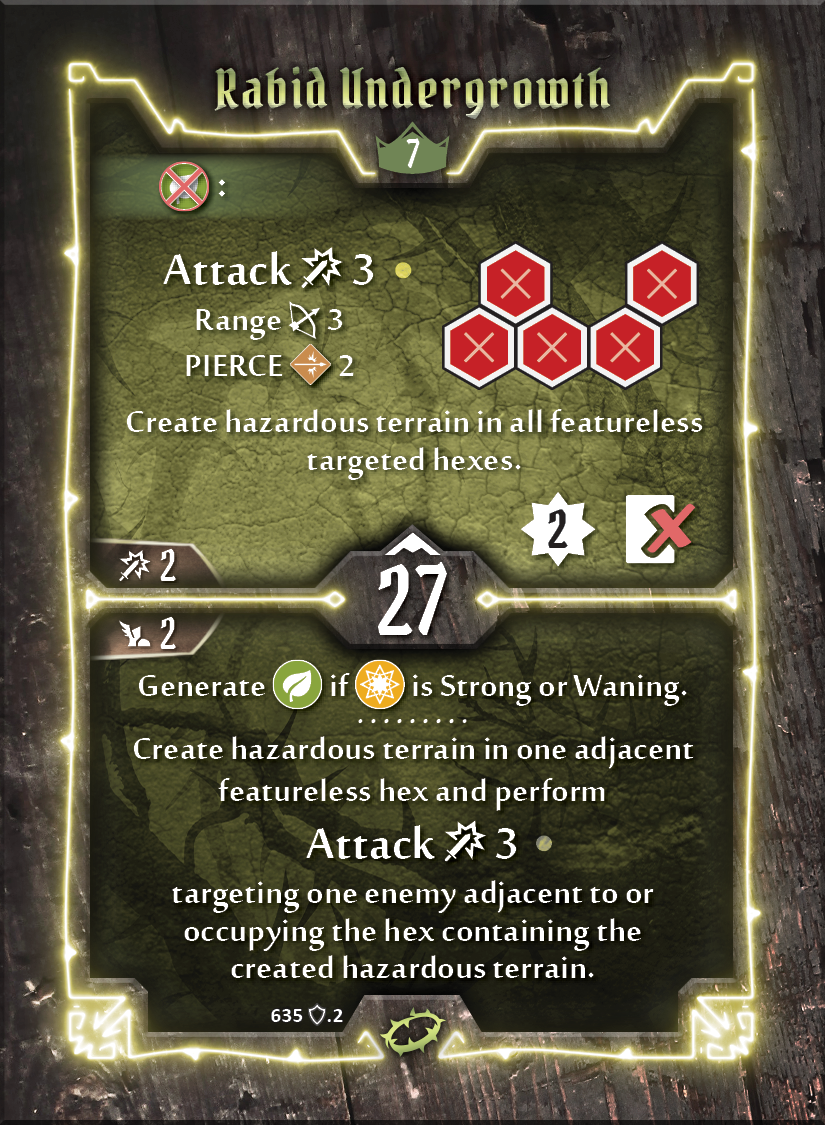 Rabid Undergrowth
7
:
Attack 3
Range 3
PIERCE 2
Create hazardous terrain in all featureless
targeted hexes.
2
2
27
2
Generate if is Strong or Waning.
Create hazardous terrain in one adjacent
featureless hex and perform
Attack 3
targeting one enemy adjacent to or
occupying the hex containing the
created hazardous terrain.
635 .2